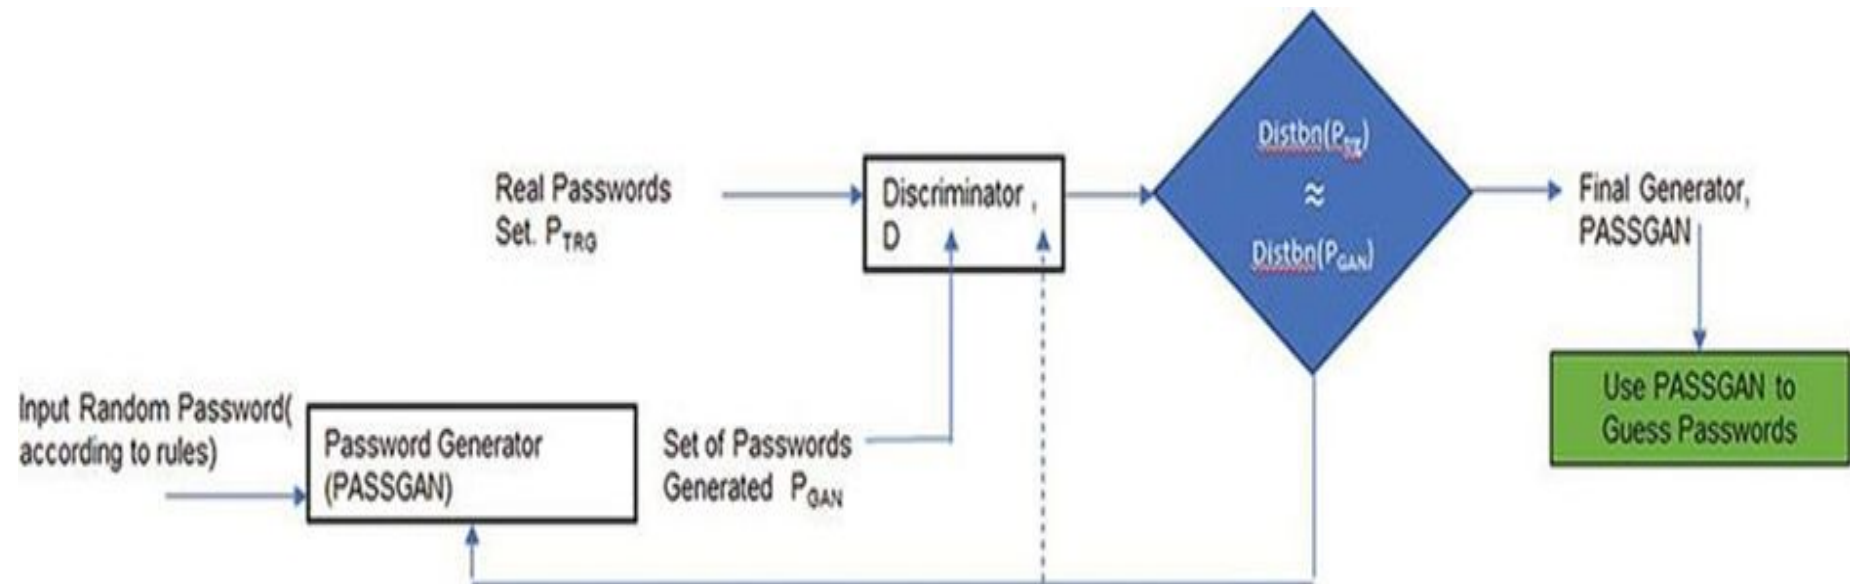 Real Passwords
Set. P_TRG
Discriminator ,
D
Distbn(P_trg)
≈
Distbn(P_GAN)
Final Generator,
PASSGAN
Input Random Password(
according to rules)
Password Generator
(PASSGAN)
Set of Passwords
Generated P_GAN
Use PASSGAN to
Guess Passwords